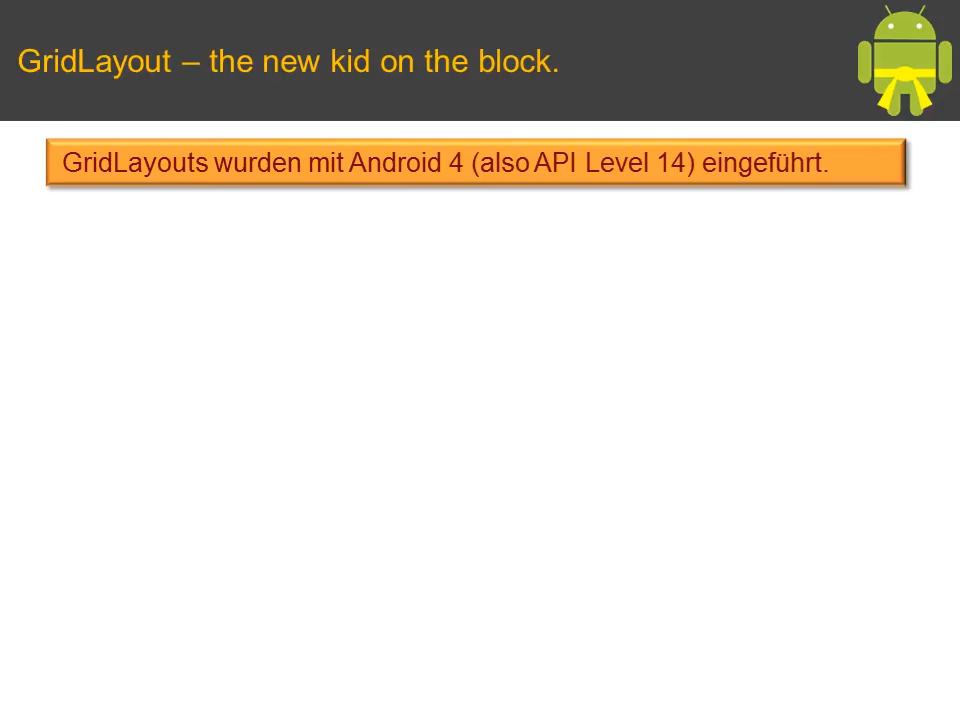 GridLayout – the new kid on the block.
GridLayouts wurden mit Android 4 (also API Level 14) eingeführt.